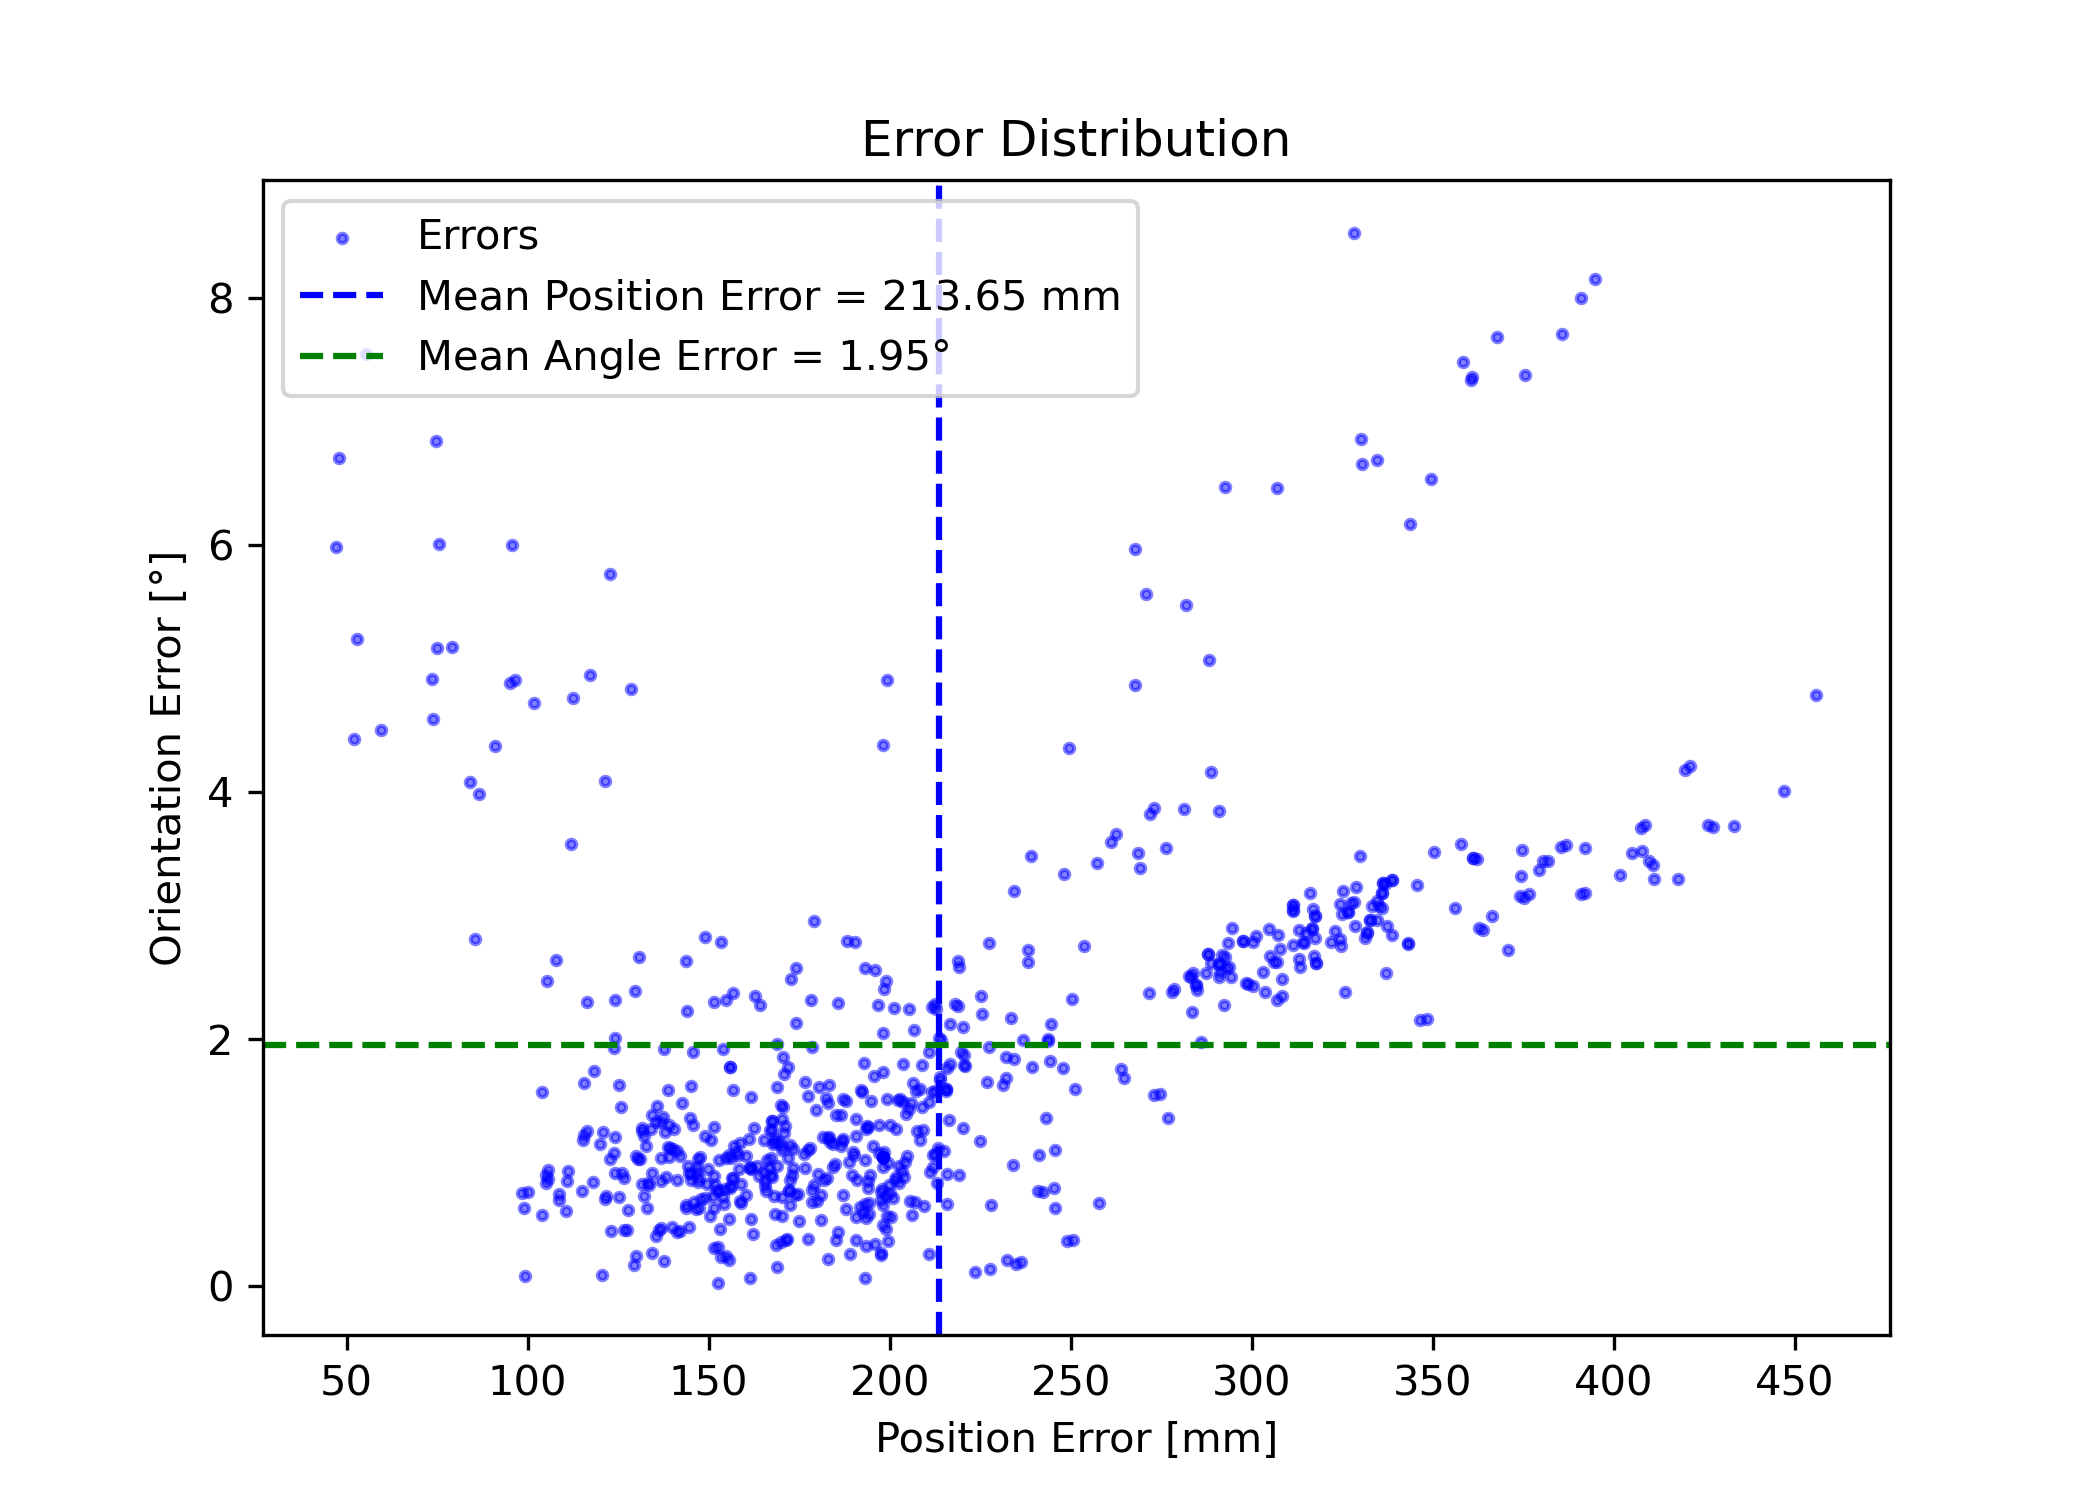 Error Distribution
Errors
Mean Position Error = 213.65 mm
Mean Angle Error = 1.95°
Orientation Error [°]
8
6
4
2
0
50 100 150 200 250 300 350 400 450
Position Error [mm]